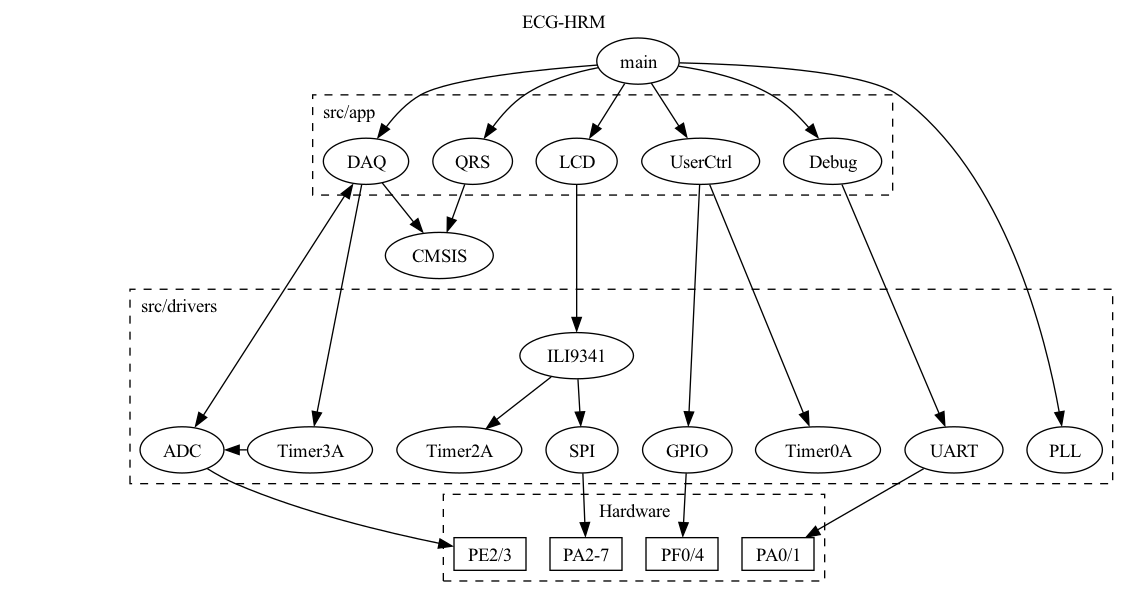 ECG-HRM
main
src/app
DAQ
QRS
LCD
UserCtrl
Debug
CMSIS
src/drivers
ILI9341
ADC
Timer3A
Timer2A
SPI
GPIO
Timer0A
UART
PLL
Hardware
PE2/3
PA2-7
PF0/4
PA0/1